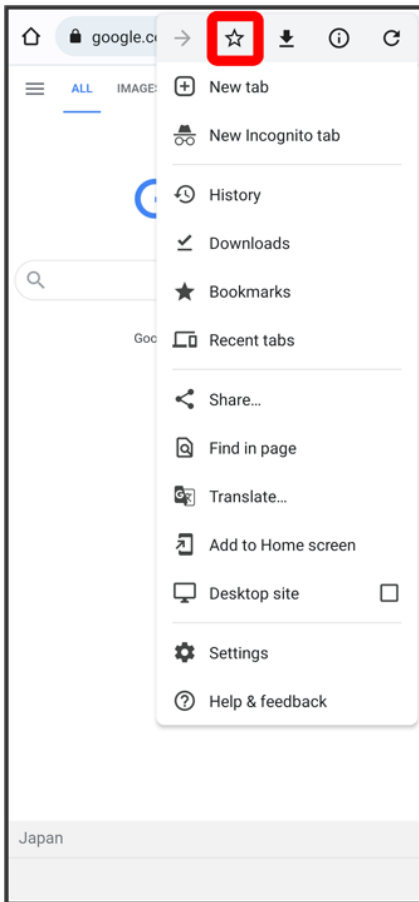 google.c
ALL IMAGES
New tab
New Incognito tab
History
Downloads
Bookmarks
Recent tabs
Goo
Share...
Find in page
Translate...
Add to Home screen
Desktop site
Settings
Help & feedback
Japan